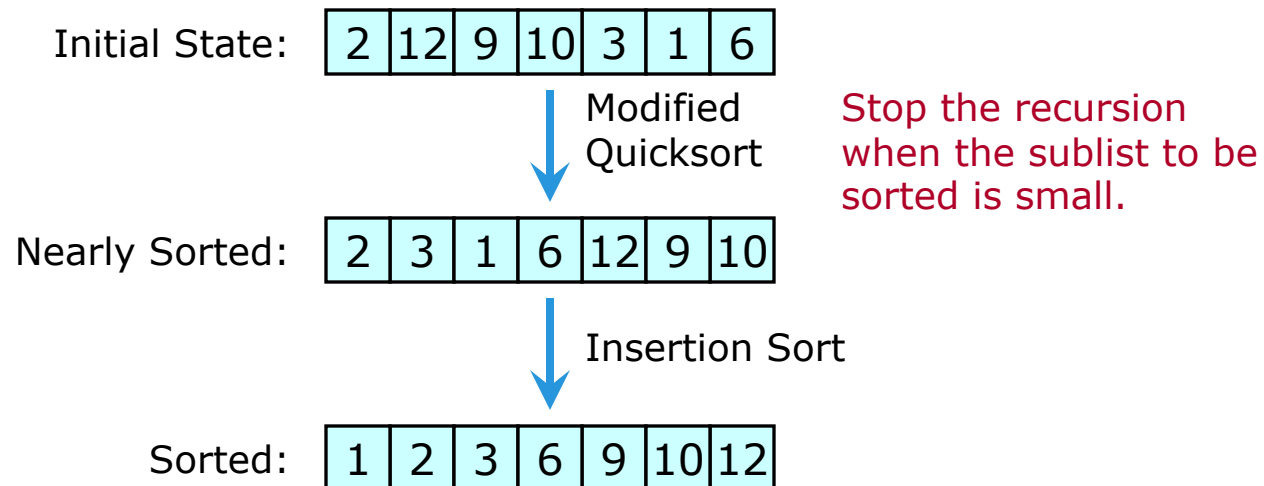 Initial State: 2 12 9 10 3 1 6
Modified
Quicksort
Stop the recursion
when the sublist to be
sorted is small.
Nearly Sorted: 2 3 1 6 12 9 10
Insertion Sort
Sorted: 1 2 3 6 9 10 12